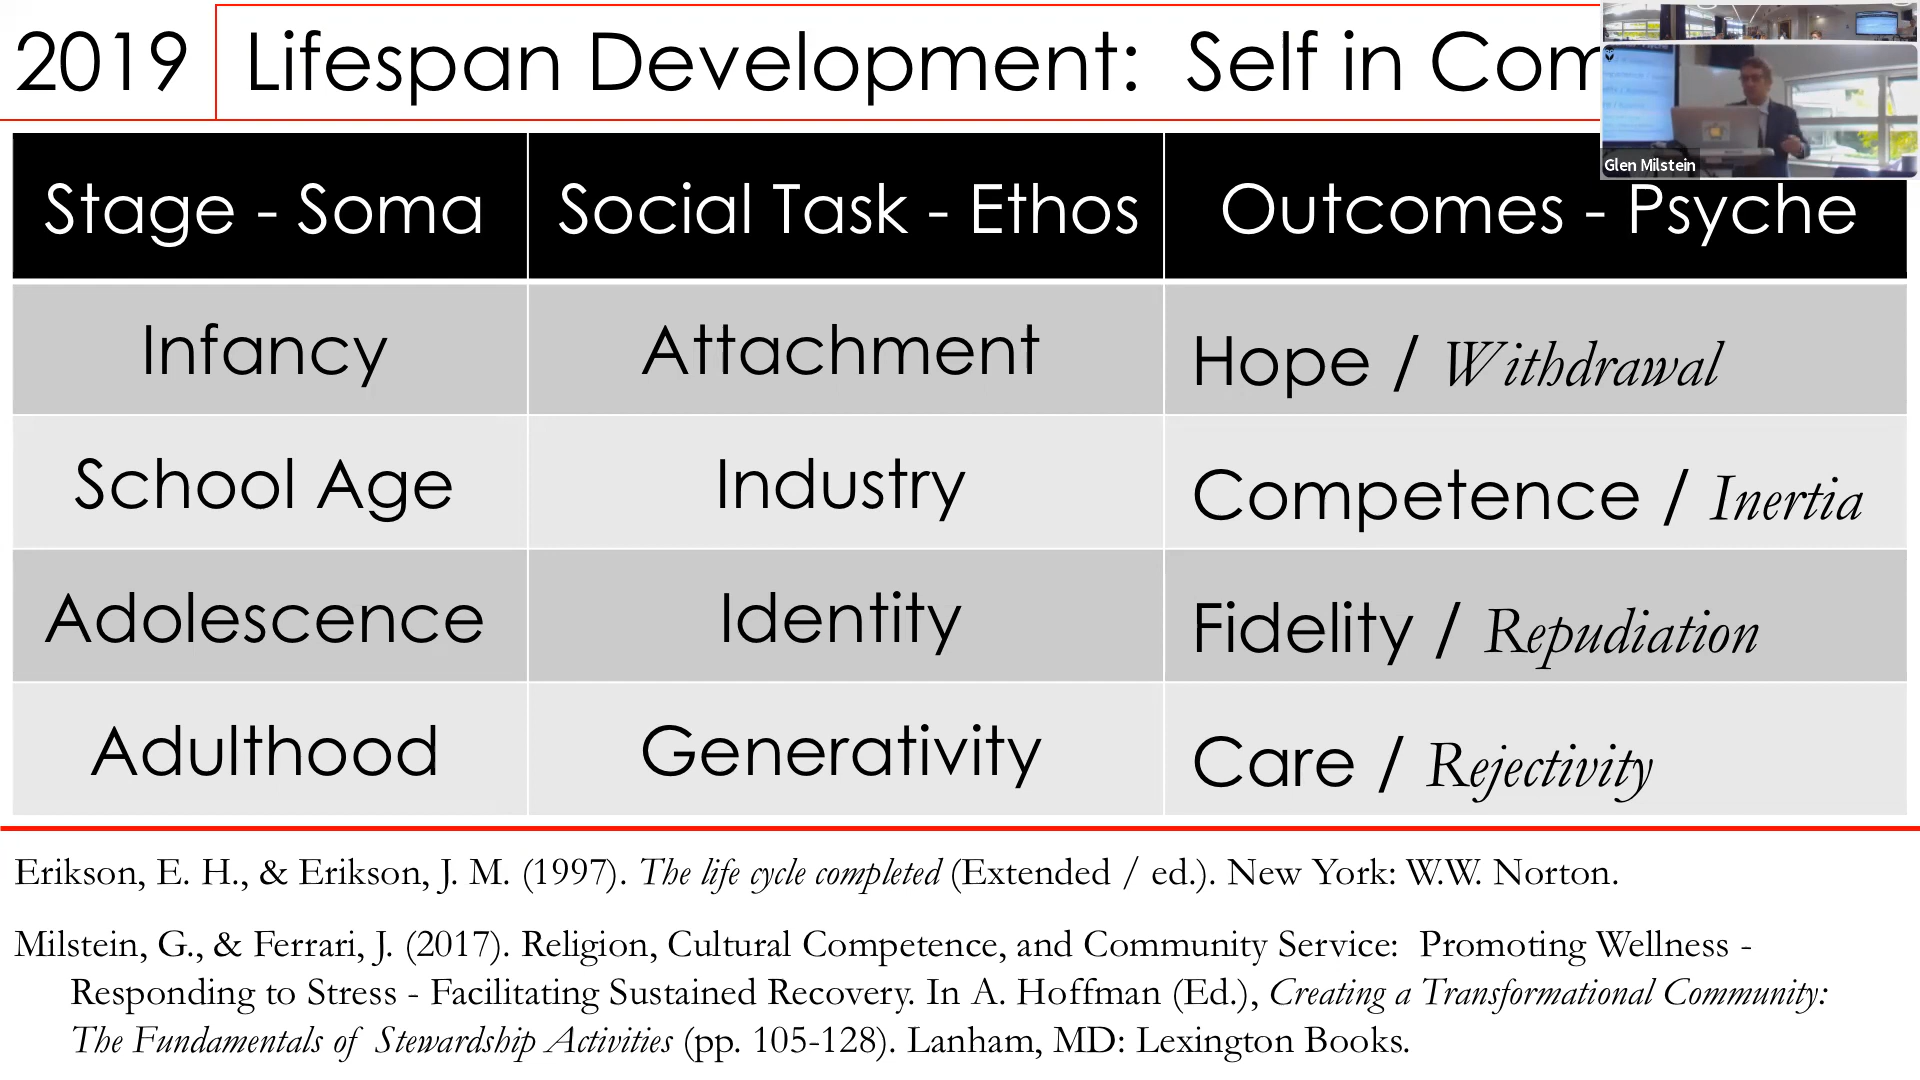 2019 Lifespan Development: Self in Com
Glen Milstein
Stage - Soma Social Task - Ethos Outcomes - Psyche
Infancy Attachment Hope / Withdrawal
School Age Industry Competence / Inertia
Adolescence Identity Fidelity / Repudiation
Adulthood Generativity Care / Rejectivity
Erikson, E. H., & Erikson, J. M. (1997). The life cycle completed (Extended / ed.). New York: W.W. Norton.
Milstein, G., & Ferrari, J. (2017). Religion, Cultural Competence, and Community Service: Promoting Wellness -
Responding to Stress - Facilitating Sustained Recovery. In A. Hoffman (Ed.), Creating a Transformational Community:
The Fundamentals of Stewardship Activities (pp. 105-128). Lanham, MD: Lexington Books.